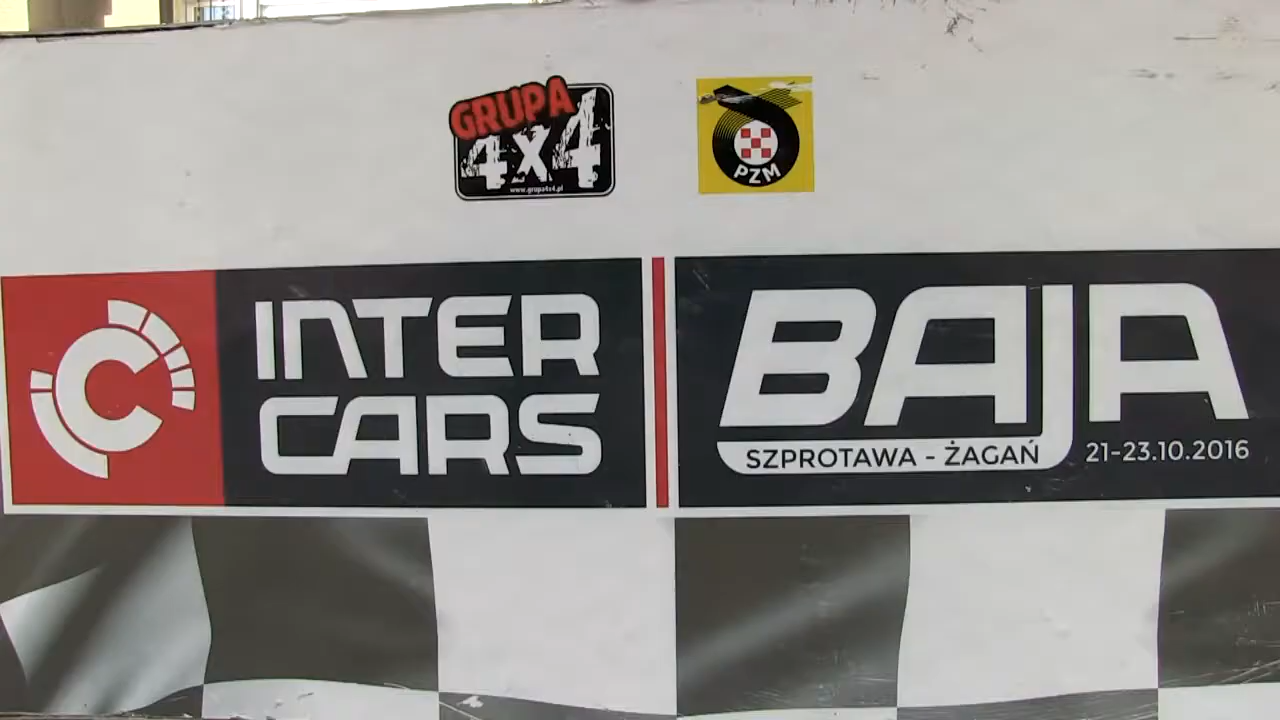 GRUPA
4x4
www.grupa4x4.pl
PZM
INTER
CARS
BAJA
SZPROTAWA - ŻAGAŃ
21-23.10.2016